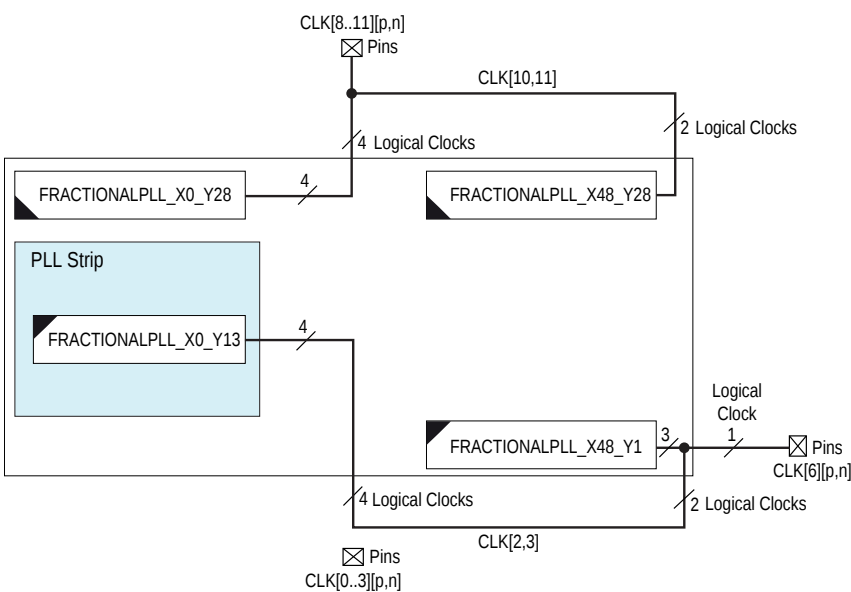 CLK[8..11][p,n]
Pins
CLK[10,11]
4 Logical Clocks
2 Logical Clocks
FRACTIONALPLL_X0_Y28
4
FRACTIONALPLL_X48_Y28
PLL Strip
FRACTIONALPLL_X0_Y13
4
Logical
Clock
1
FRACTIONALPLL_X48_Y1
3
Pins
CLK[6][p,n]
4 Logical Clocks
2 Logical Clocks
CLK[2,3]
Pins
CLK[0..3][p,n]